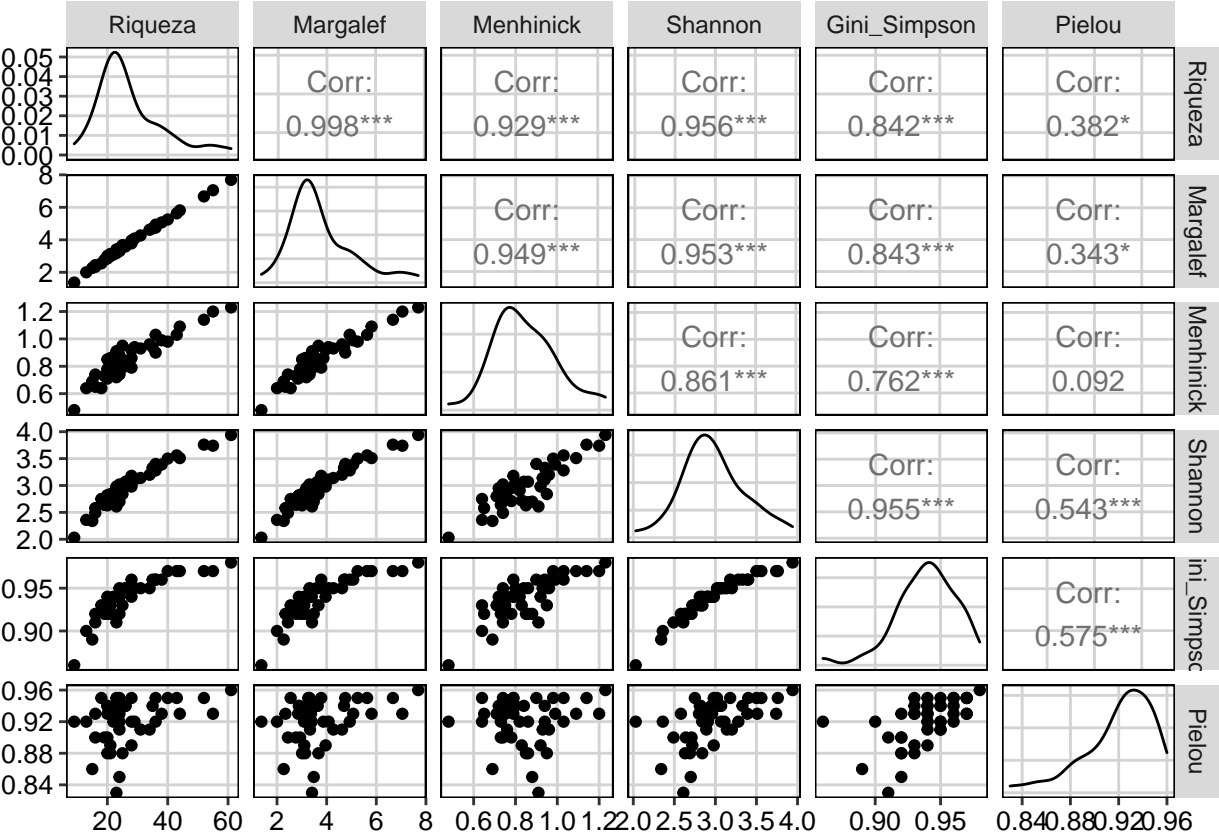 Riqueza Margalef Menhinick Shannon Gini_Simpson Pielou
0.05
0.04
0.03
0.02
0.01
0.00
Corr:
0.998***
Corr:
0.929***
Corr:
0.956***
Corr:
0.842***
Corr:
0.382*
Riqueza
8
6
4
2
Corr:
0.949***
Corr:
0.953***
Corr:
0.843***
Corr:
0.343*
Margalef
1.2
1.0
0.8
0.6
Corr:
0.861***
Corr:
0.762***
Corr:
0.092
Menhinick
4.0
3.5
3.0
2.5
2.0
Corr:
0.955***
Corr:
0.543***
Shannon
0.95
0.90
Corr:
0.575***
ini_Simpso
0.96
0.92
0.88
0.84
Pielou
20 40 60 2 4 6 8 0.6 0.8 1.0 1.2 2.0 2.5 3.0 3.5 4.0 0.90 0.95 0.84 0.88 0.92 0.96